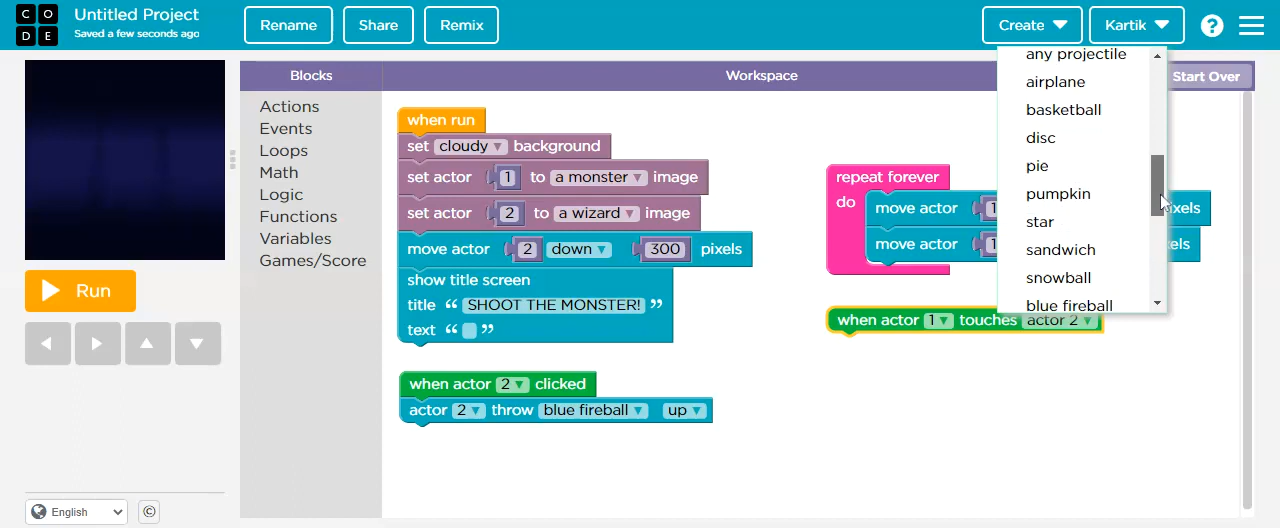 CODE
Untitled Project
Saved a few seconds ago
Rename
Share
Remix
Create
Kartik
?
Blocks
Workspace
Start Over
Actions
Events
Loops
Math
Logic
Functions
Variables
Games/Score
Run
English
©
when run
set cloudy background
set actor 1 to a monster image
set actor 2 to a wizard image
move actor 2 down 300 pixels
show title screen
title “ SHOOT THE MONSTER! ”
text “ ”
when actor 2 clicked
actor 2 throw blue fireball up
repeat forever
do move actor 1 pixels
move actor 1 pixels
when actor 1 touches actor 2
any projectile
airplane
basketball
disc
pie
pumpkin
star
sandwich
snowball
blue fireball